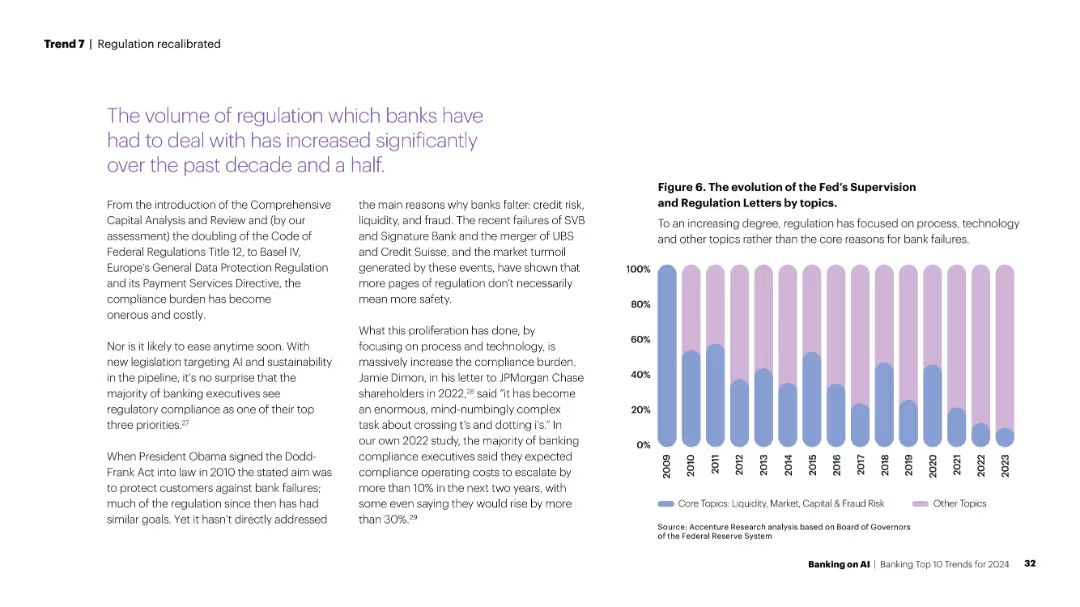 Trend 7 | Regulation recalibrated
The volume of regulation which banks have
had to deal with has increased significantly
over the past decade and a half.
From the introduction of the Comprehensive
Capital Analysis and Review and (by our
assessment) the doubling of the Code of
Federal Regulations Title 12, to Basel IV,
Europe's General Data Protection Regulation
and its Payment Services Directive, the
compliance burden has become
onerous and costly.
Nor is it likely to ease anytime soon. With
new legislation targeting AI and sustainability
in the pipeline, it's no surprise that the
majority of banking executives see
regulatory compliance as one of their top
three priorities.27
When President Obama signed the Dodd-
Frank Act into law in 2010 the stated aim was
to protect customers against bank failures;
much of the regulation since then has had
similar goals. Yet it hasn't directly addressed
the main reasons why banks falter: credit risk,
liquidity, and fraud. The recent failures of SVB
and Signature Bank and the merger of UBS
and Credit Suisse, and the market turmoil
generated by these events, have shown that
more pages of regulation don't necessarily
mean more safety.
What this proliferation has done, by
focusing on process and technology, is
massively increase the compliance burden.
Jamie Dimon, in his letter to JPMorgan Chase
shareholders in 2022,28 said "it has become
an enormous, mind-numbingly complex
task about crossing t's and dotting i's." In
our own 2022 study, the majority of banking
compliance executives said they expected
compliance operating costs to escalate by
more than 10% in the next two years, with
some even saying they would rise by more
than 30%.29
Figure 6. The evolution of the Fed's Supervision
and Regulation Letters by topics.
To an increasing degree, regulation has focused on process, technology
and other topics rather than the core reasons for bank failures.
100%
80%
60%
40%
20%
0%
2009
2010
2011
2012
2013
2014
2015
2016
2017
2018
2019
2020
2021
2022
2023
Core Topics: Liquidity, Market, Capital & Fraud Risk
Other Topics
Source: Accenture Research analysis based on Board of Governors
of the Federal Reserve System
Banking on AI | Banking Top 10 Trends for 2024 32